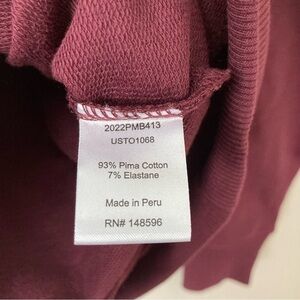 2022PMB413
USTO1068
93% Pima Cotton
7% Elastane
Made in Peru
RN# 148596